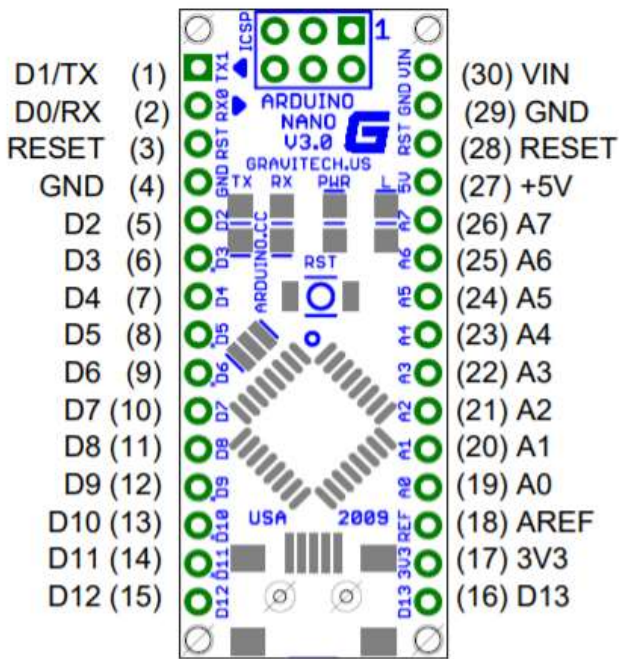 D1/TX (1)
D0/RX (2)
RESET (3)
GND (4)
D2 (5)
D3 (6)
D4 (7)
D5 (8)
D6 (9)
D7 (10)
D8 (11)
D9 (12)
D10 (13)
D11 (14)
D12 (15)
ICSP
1
TX1
RX0
RST
GND
D2
D3
D4
D5
D6
D7
D8
D9
D10
D11
D12
ARDUINO
NANO
V3.0
G
GRAVITECH.US
TX RX PWR L
ARDUINO.CC
RST
USA 2009
VIN
GND
RST
5V
A7
A6
A5
A4
A3
A2
A1
A0
REF
3V3
D13
(30) VIN
(29) GND
(28) RESET
(27) +5V
(26) A7
(25) A6
(24) A5
(23) A4
(22) A3
(21) A2
(20) A1
(19) A0
(18) AREF
(17) 3V3
(16) D13